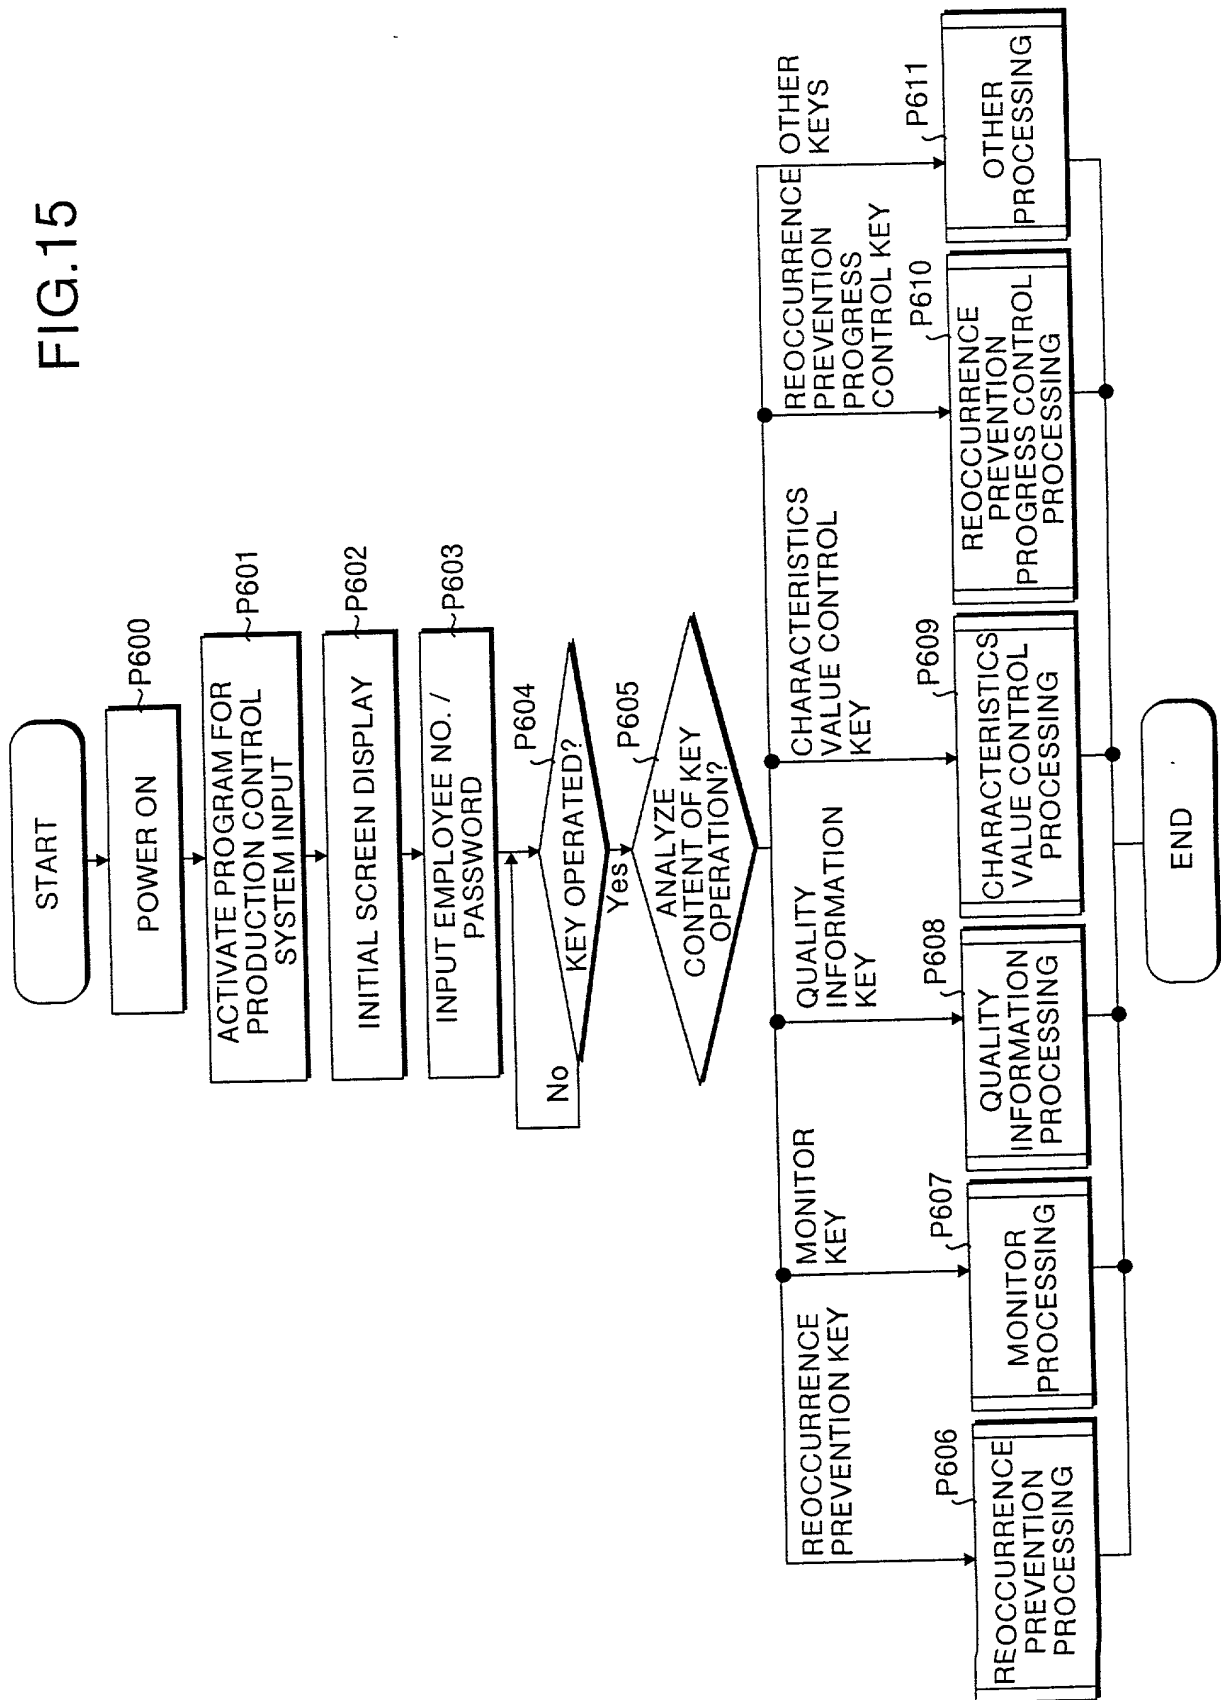 FIG.15
START
POWER ON
P600
ACTIVATE PROGRAM FOR
PRODUCTION CONTROL
SYSTEM INPUT
P601
INITIAL SCREEN DISPLAY
P602
INPUT EMPLOYEE NO. /
PASSWORD
P603
KEY OPERATED?
P604
No
Yes
ANALYZE
CONTENT OF KEY
OPERATION?
P605
REOCCURRENCE
PREVENTION KEY
MONITOR
KEY
QUALITY
INFORMATION
KEY
CHARACTERISTICS
VALUE CONTROL
KEY
REOCCURRENCE
PREVENTION
PROGRESS
CONTROL KEY
OTHER
KEYS
P606
REOCCURRENCE
PREVENTION
PROCESSING
P607
MONITOR
PROCESSING
P608
QUALITY
INFORMATION
PROCESSING
P609
CHARACTERISTICS
VALUE CONTROL
PROCESSING
P610
REOCCURRENCE
PREVENTION
PROGRESS CONTROL
PROCESSING
P611
OTHER
PROCESSING
END